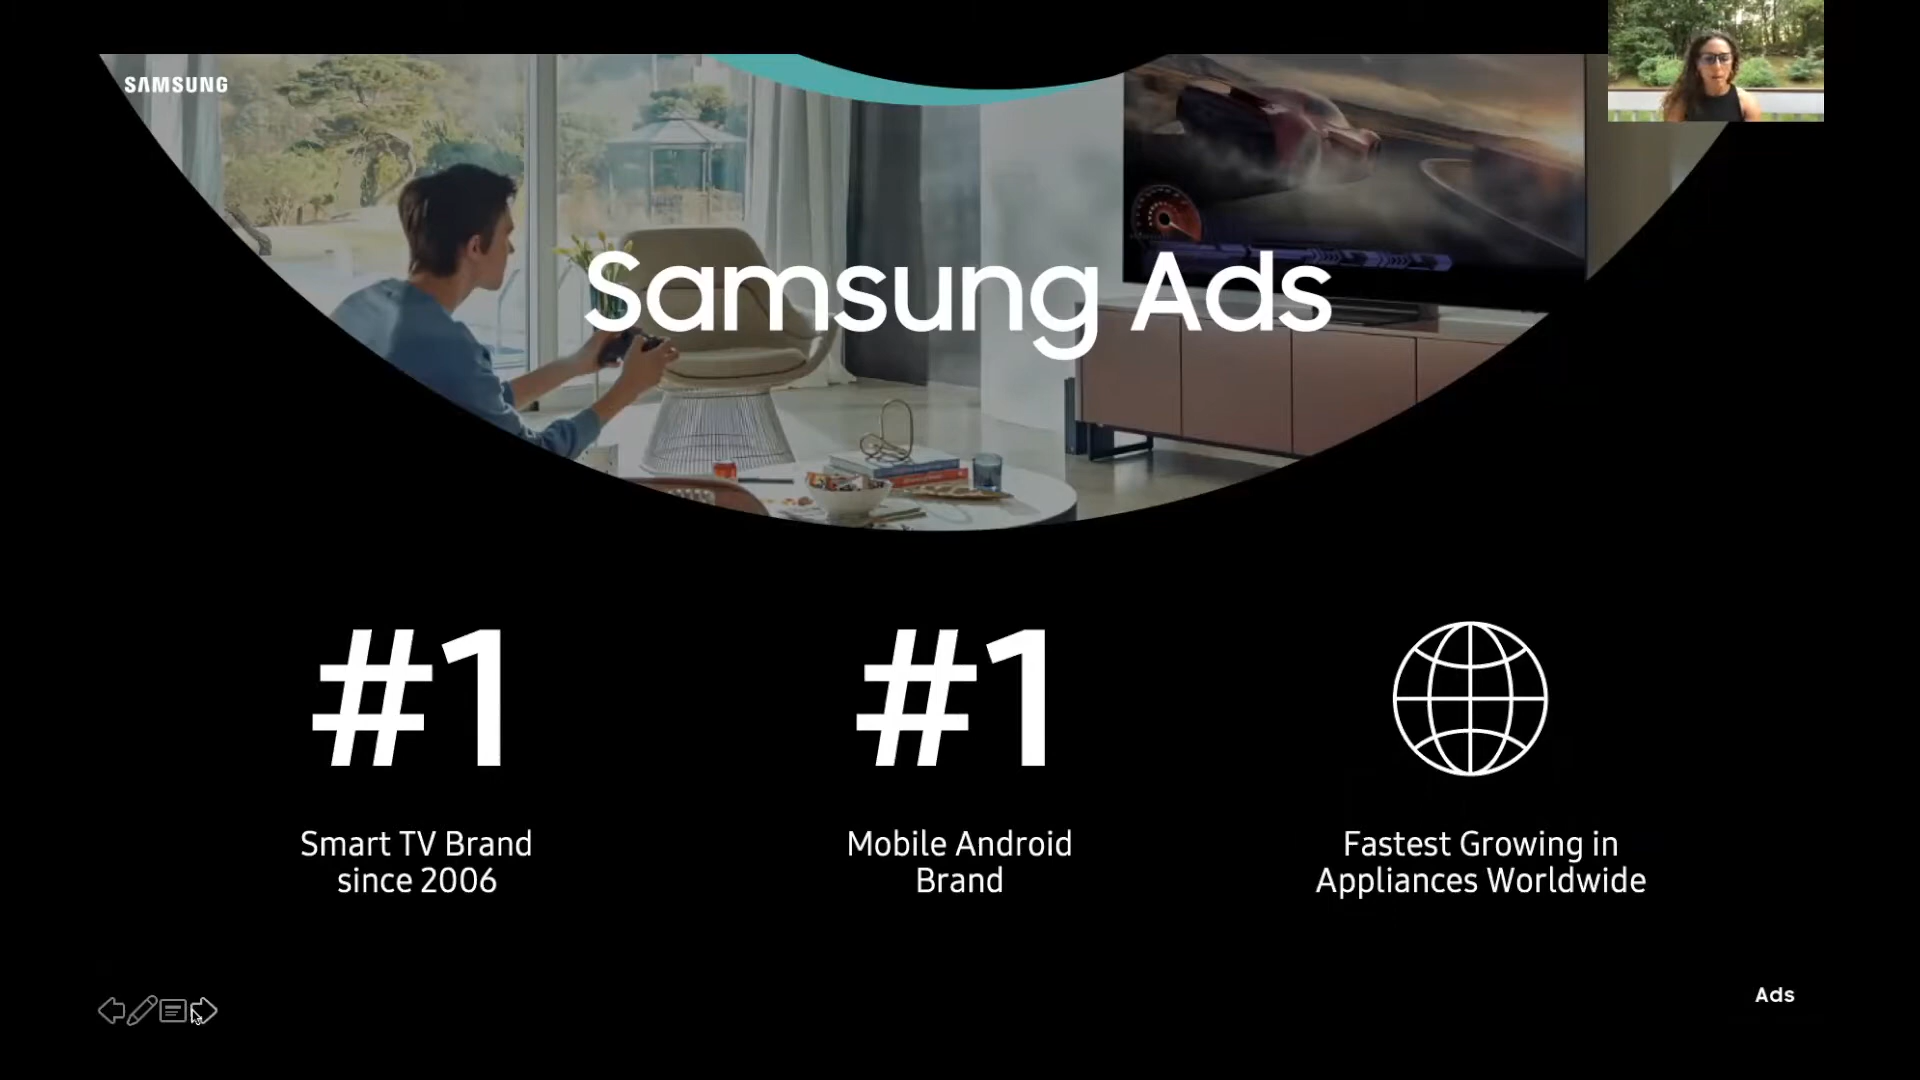 SAMSUNG
Samsung Ads
#1
Smart TV Brand
since 2006
#1
Mobile Android
Brand
Fastest Growing in
Appliances Worldwide
Ads